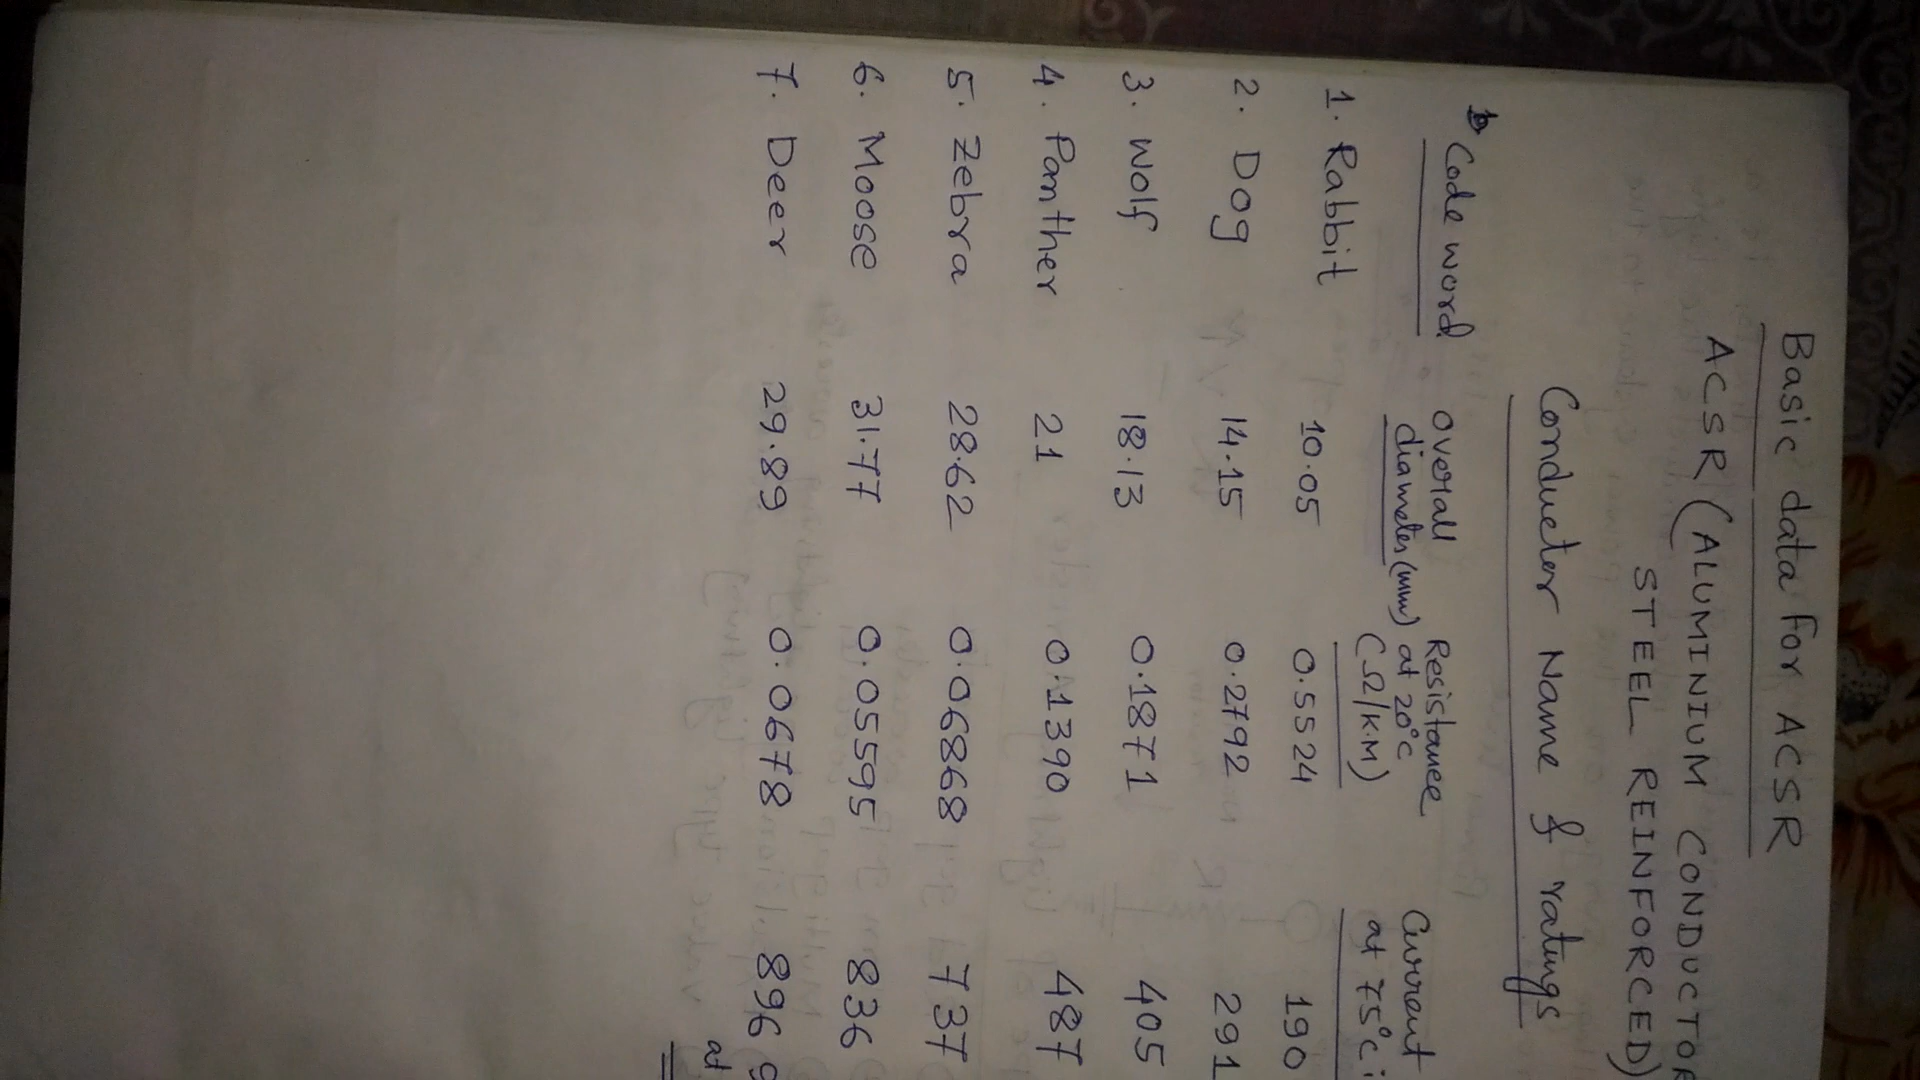 Basic data for ACSR
ACSR (ALUMINIUM CONDUCTOR
STEEL REINFORCED)
Conductor Name & ratings
Code word overall diameter (mm) Resistance at 20°C (Ω/K.M) Current at 75°C
1. Rabbit 10.05 0.5524 190
2. Dog 14.15 0.2792 291
3. Wolf 18.13 0.1871 405
4. Panther 21 0.1390 487
5. Zebra 28.62 0.06868 737
6. Moose 31.77 0.05595 836
7. Deer 29.89 0.0678 896
at